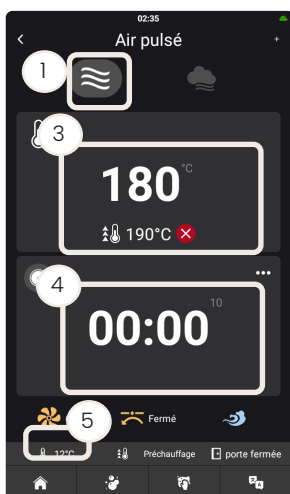 02:35
Air pulsé
+
1
3
180 °C
190°C
4
...
10
00:00
5
Fermé
12°C
Préchauffage
porte fermée